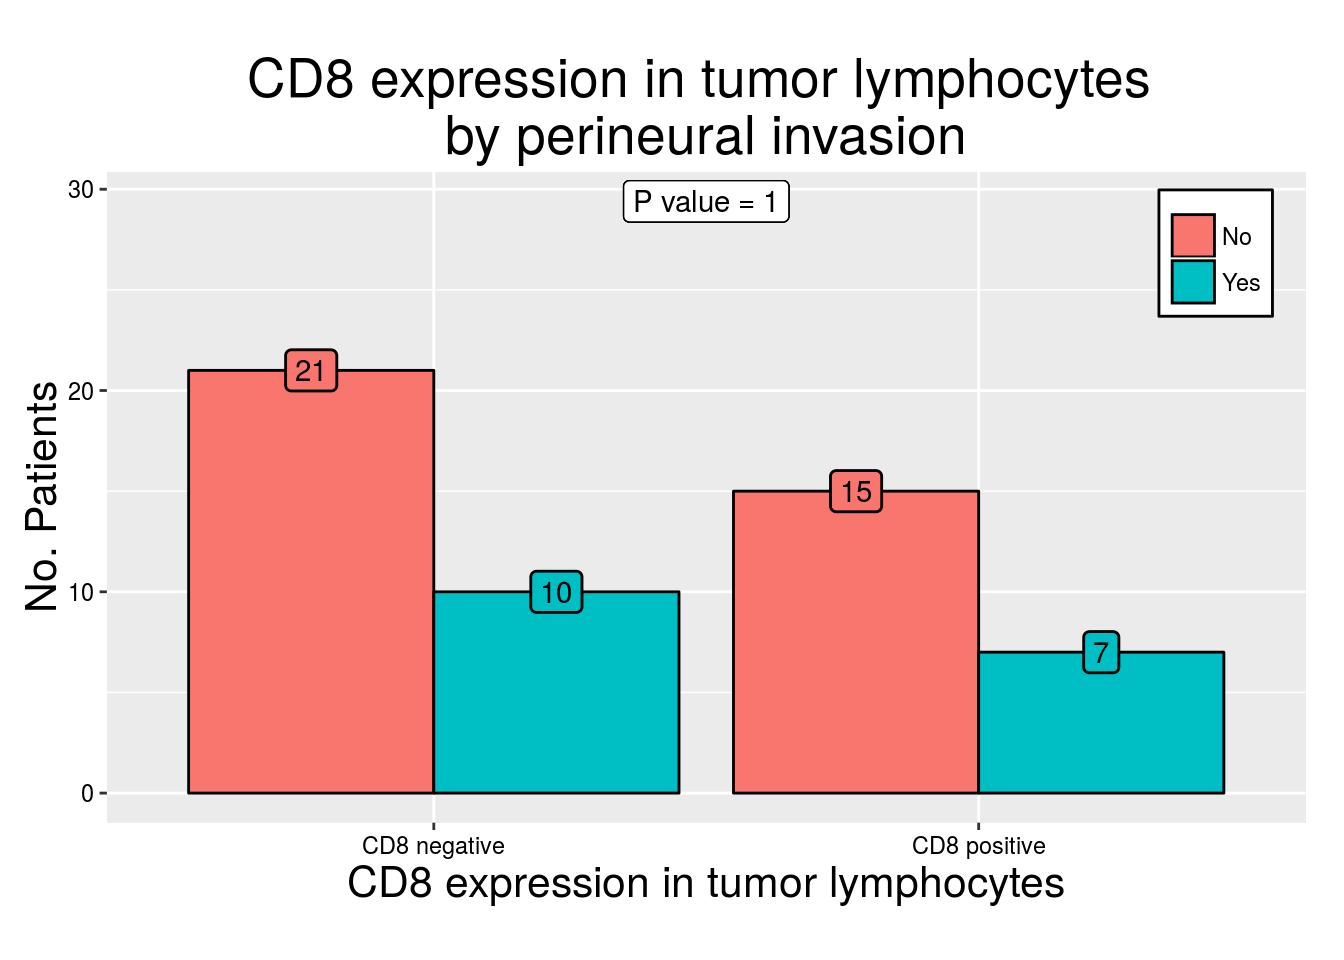 CD8 expression in tumor lymphocytes
by perineural invasion
P value = 1
No
Yes
No. Patients
30
20
10
0
21
10
15
7
CD8 negative
CD8 positive
CD8 expression in tumor lymphocytes